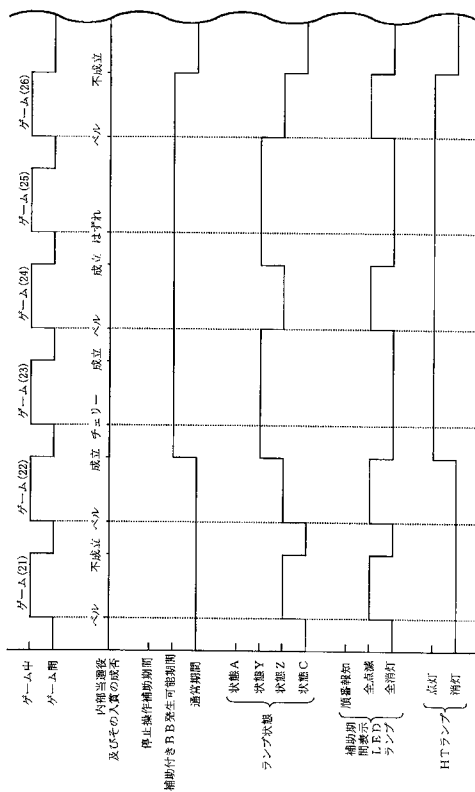 ゲーム(21)
ゲーム(22)
ゲーム(23)
ゲーム(24)
ゲーム(25)
ゲーム(26)
ゲーム中
ゲーム間
内部当選役
及びその入賞の成否
ベル
不成立
ベル
成立
チェリー
成立
ベル
成立
はずれ
ベル
不成立
停止操作補助期間
補助付きBB発生可能期間
通常期間
ランプ状態
状態A
状態Y
状態Z
状態C
補助期
間表示
LED
ランプ
順番報知
全点滅
全消灯
HTランプ
点灯
消灯